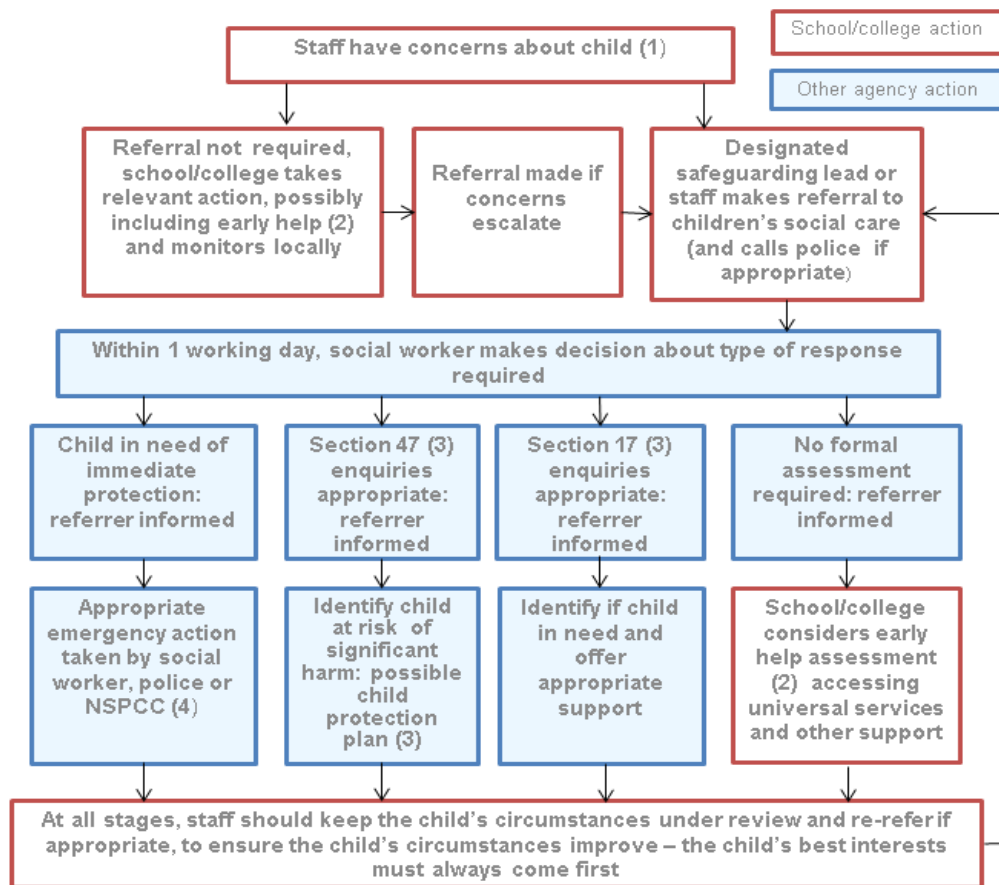 Staff have concerns about child (1)
School/college action
Other agency action
Referral not required,
school/college takes
relevant action, possibly
including early help (2)
and monitors locally
Referral made if
concerns
escalate
Designated
safeguarding lead or
staff makes referral to
children's social care
(and calls police if
appropriate)
Within 1 working day, social worker makes decision about type of response
required
Child in need of
immediate
protection:
referrer informed
Section 47 (3)
enquiries
appropriate:
referrer
informed
Section 17 (3)
enquiries
appropriate:
referrer
informed
No formal
assessment
required: referrer
informed
Appropriate
emergency action
taken by social
worker, police or
NSPCC (4)
Identify child
at risk of
significant
harm: possible
child
protection
plan (3)
Identify if child
in need and
offer
appropriate
support
School/college
considers early
help assessment
(2) accessing
universal services
and other support
At all stages, staff should keep the child's circumstances under review and re-refer if
appropriate, to ensure the child's circumstances improve – the child's best interests
must always come first